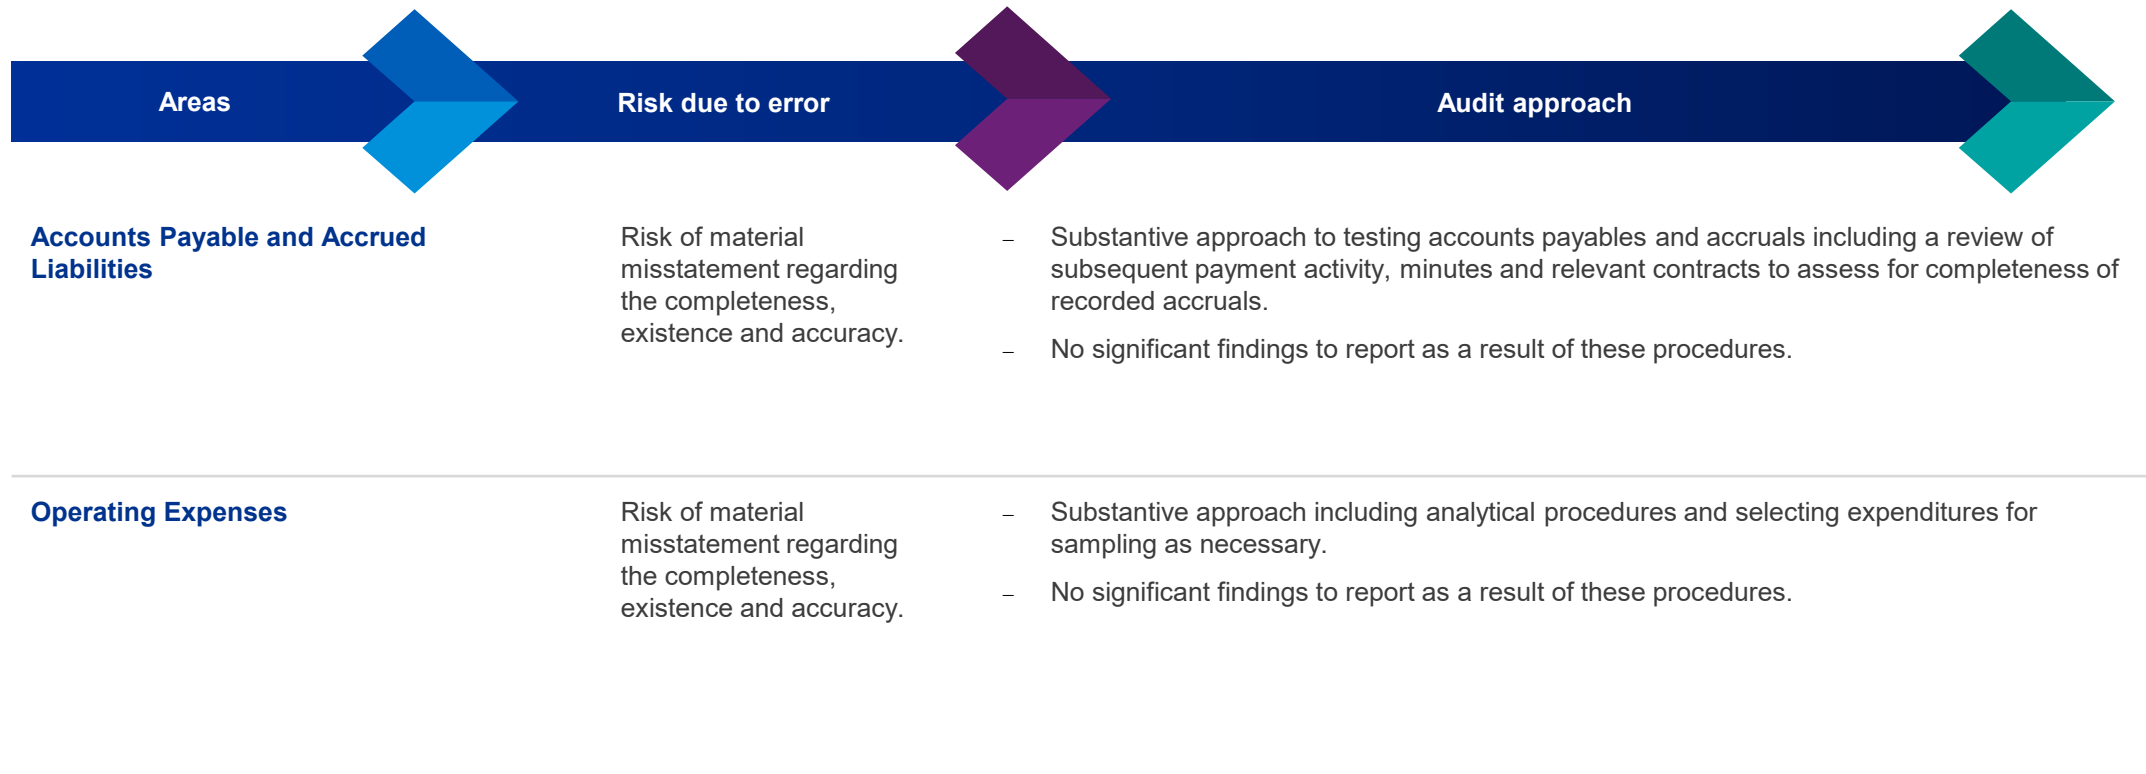 Areas
Risk due to error
Audit approach
Accounts Payable and Accrued
Liabilities
Risk of material
misstatement regarding
the completeness,
existence and accuracy.
– Substantive approach to testing accounts payables and accruals including a review of
subsequent payment activity, minutes and relevant contracts to assess for completeness of
recorded accruals.
– No significant findings to report as a result of these procedures.
Operating Expenses
Risk of material
misstatement regarding
the completeness,
existence and accuracy.
– Substantive approach including analytical procedures and selecting expenditures for
sampling as necessary.
– No significant findings to report as a result of these procedures.